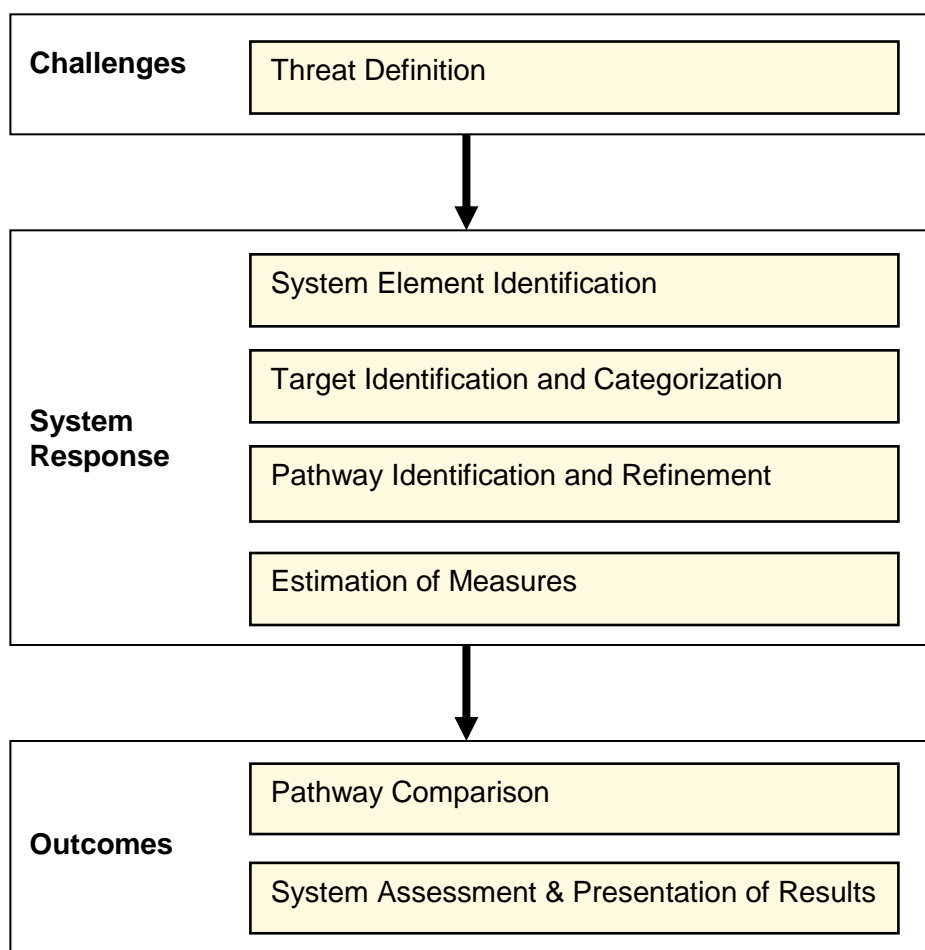 Challenges
Threat Definition
System Element Identification
Target Identification and Categorization
System
Response
Pathway Identification and Refinement
Estimation of Measures
Pathway Comparison
Outcomes
System Assessment & Presentation of Results